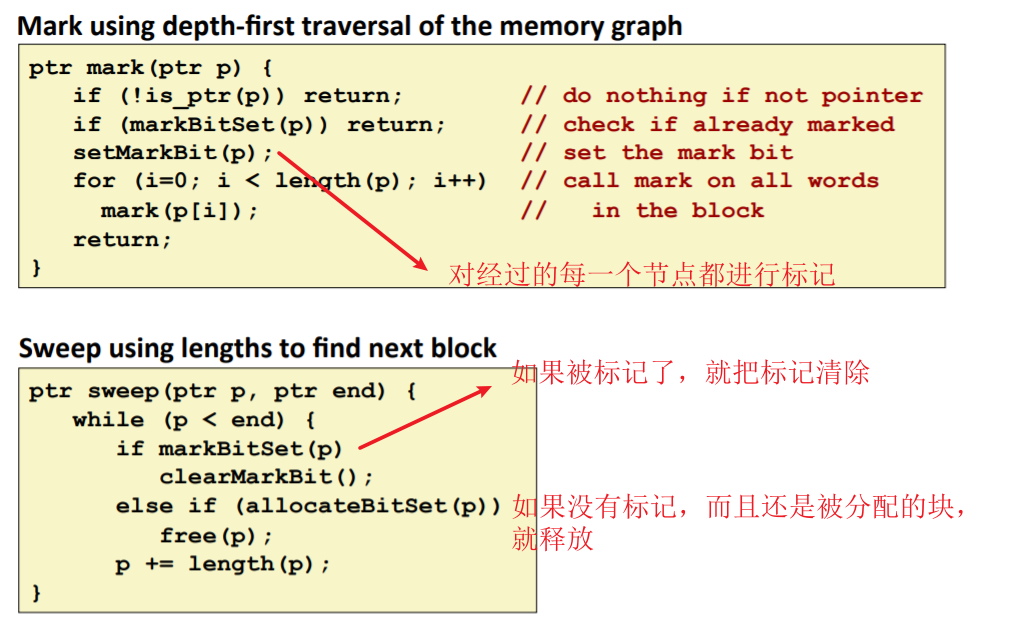 Mark using depth-first traversal of the memory graph
ptr mark(ptr p) {
if (!is_ptr(p)) return; // do nothing if not pointer
if (markBitSet(p)) return; // check if already marked
setMarkBit(p); // set the mark bit
for (i=0; i < length(p); i++) // call mark on all words
mark(p[i]); // in the block
return;
}
对经过的每一个节点都进行标记
Sweep using lengths to find next block
如果被标记了，就把标记清除
ptr sweep(ptr p, ptr end) {
while (p < end) {
if markBitSet(p)
clearMarkBit();
else if (allocateBitSet(p))
如果没有标记，而且还是被分配的块，
就释放
free(p);
p += length(p);
}